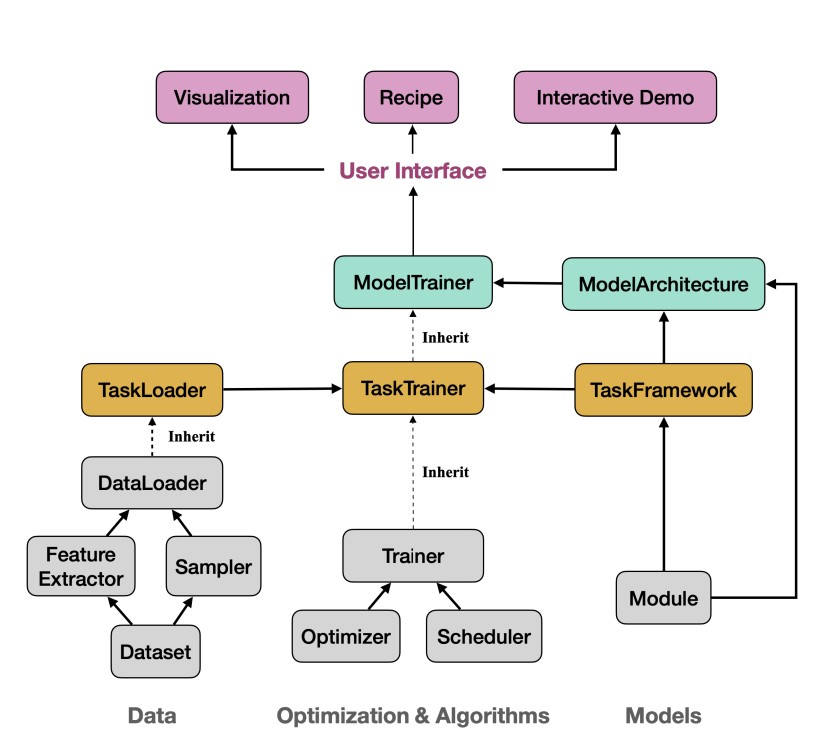 Visualization
Recipe
Interactive Demo
User Interface
ModelTrainer
ModelArchitecture
Inherit
TaskLoader
TaskTrainer
TaskFramework
Inherit
DataLoader
Inherit
Feature
Extractor
Sampler
Trainer
Module
Dataset
Optimizer
Scheduler
Data
Optimization & Algorithms
Models